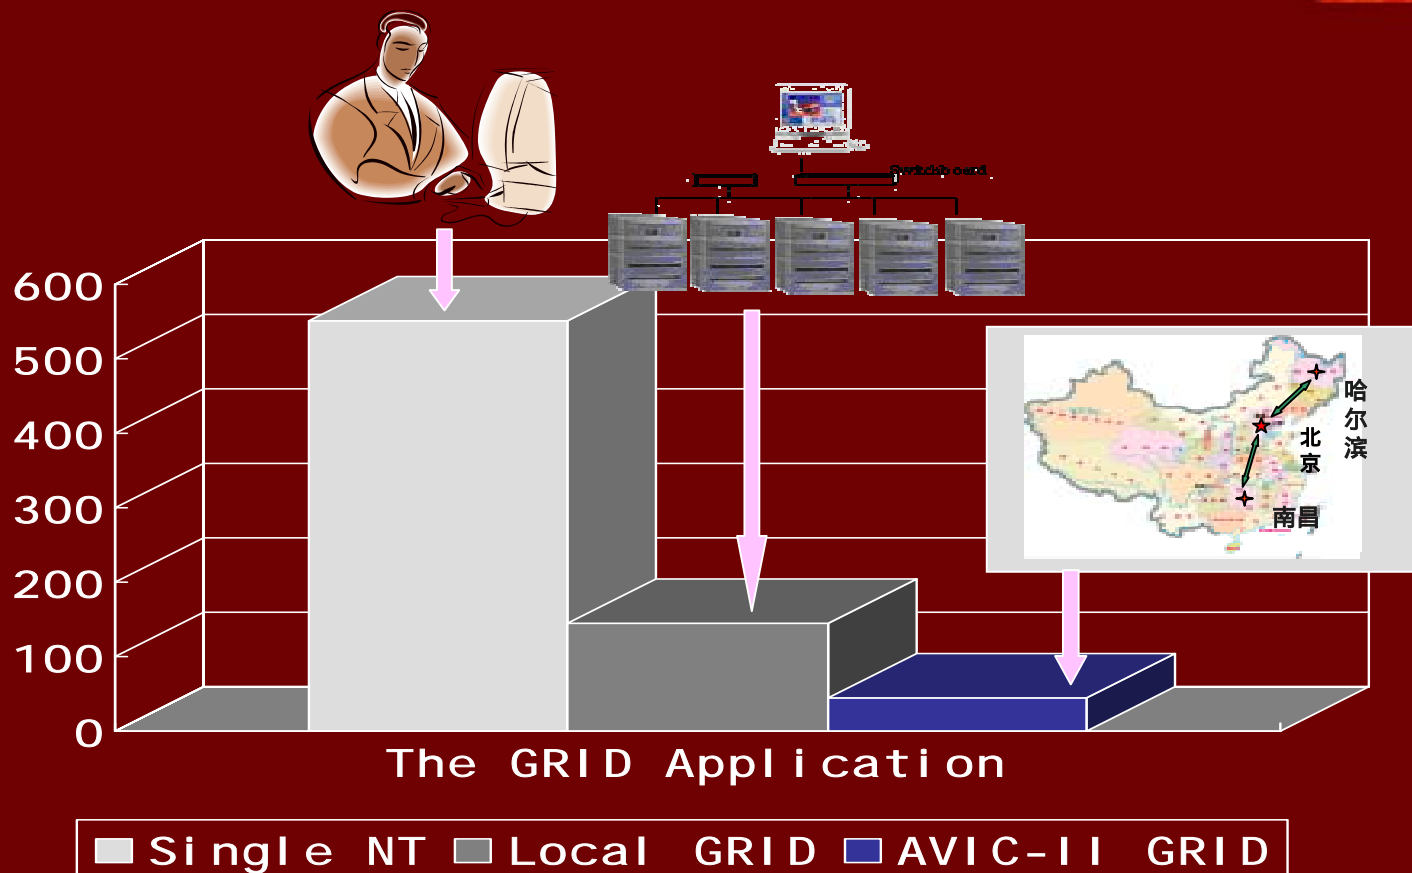 Switchboard
600
500
400
300
200
100
0
哈尔滨
北京
南昌
The GRID Application
Single NT
Local GRID
AVIC-II GRID